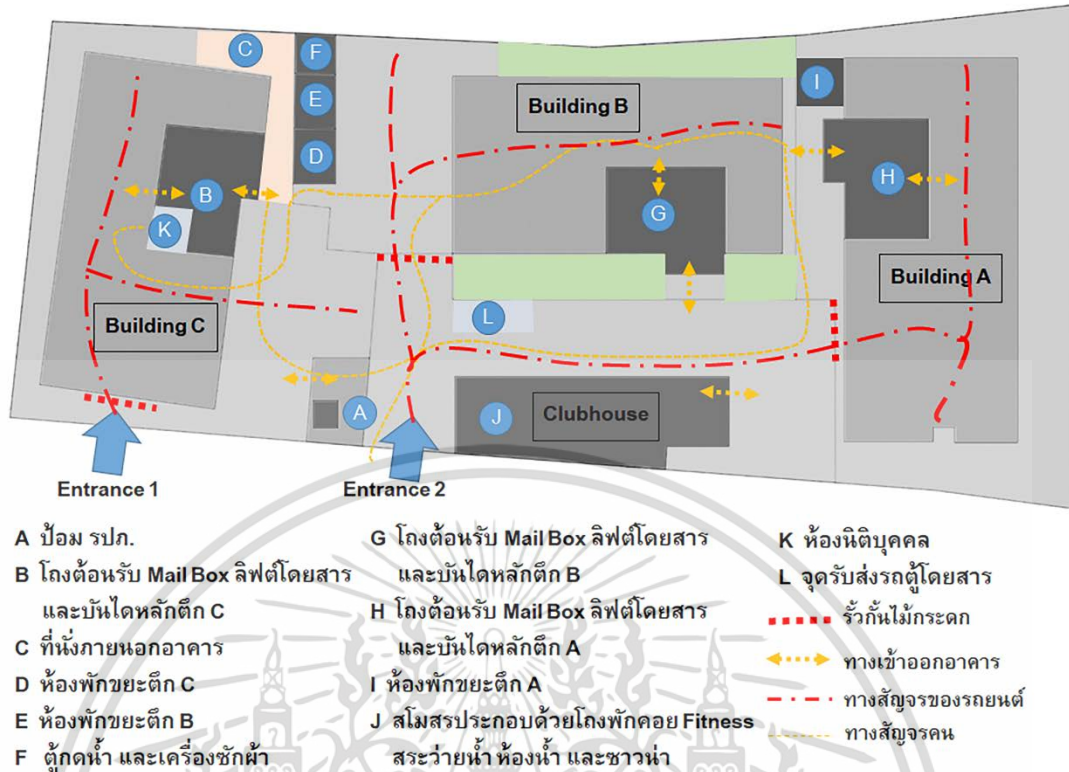 C
F
I
E
Building B
D
B
H
G
K
Building A
L
Building C
A
J
Clubhouse
Entrance 1
Entrance 2
A ป้อม รปภ.
B โถงต้อนรับ Mail Box ลิฟต์โดยสาร
และบันไดหลักตึก C
C ที่นั่งภายนอกอาคาร
D ห้องพักขยะตึก C
E ห้องพักขยะตึก B
F ตู้กดน้ำ และเครื่องซักผ้า
G โถงต้อนรับ Mail Box ลิฟต์โดยสาร
และบันไดหลักตึก B
H โถงต้อนรับ Mail Box ลิฟต์โดยสาร
และบันไดหลักตึก A
I ห้องพักขยะตึก A
J สโมสรประกอบด้วยโถงพักคอย Fitness
สระว่ายน้ำ ห้องน้ำ และซาวน่า
K ห้องนิติบุคคล
L จุดรับส่งรถตู้โดยสาร
รั้วกั้นไม้กระดก
ทางเข้าออกอาคาร
ทางสัญจรของรถยนต์
ทางสัญจรคน